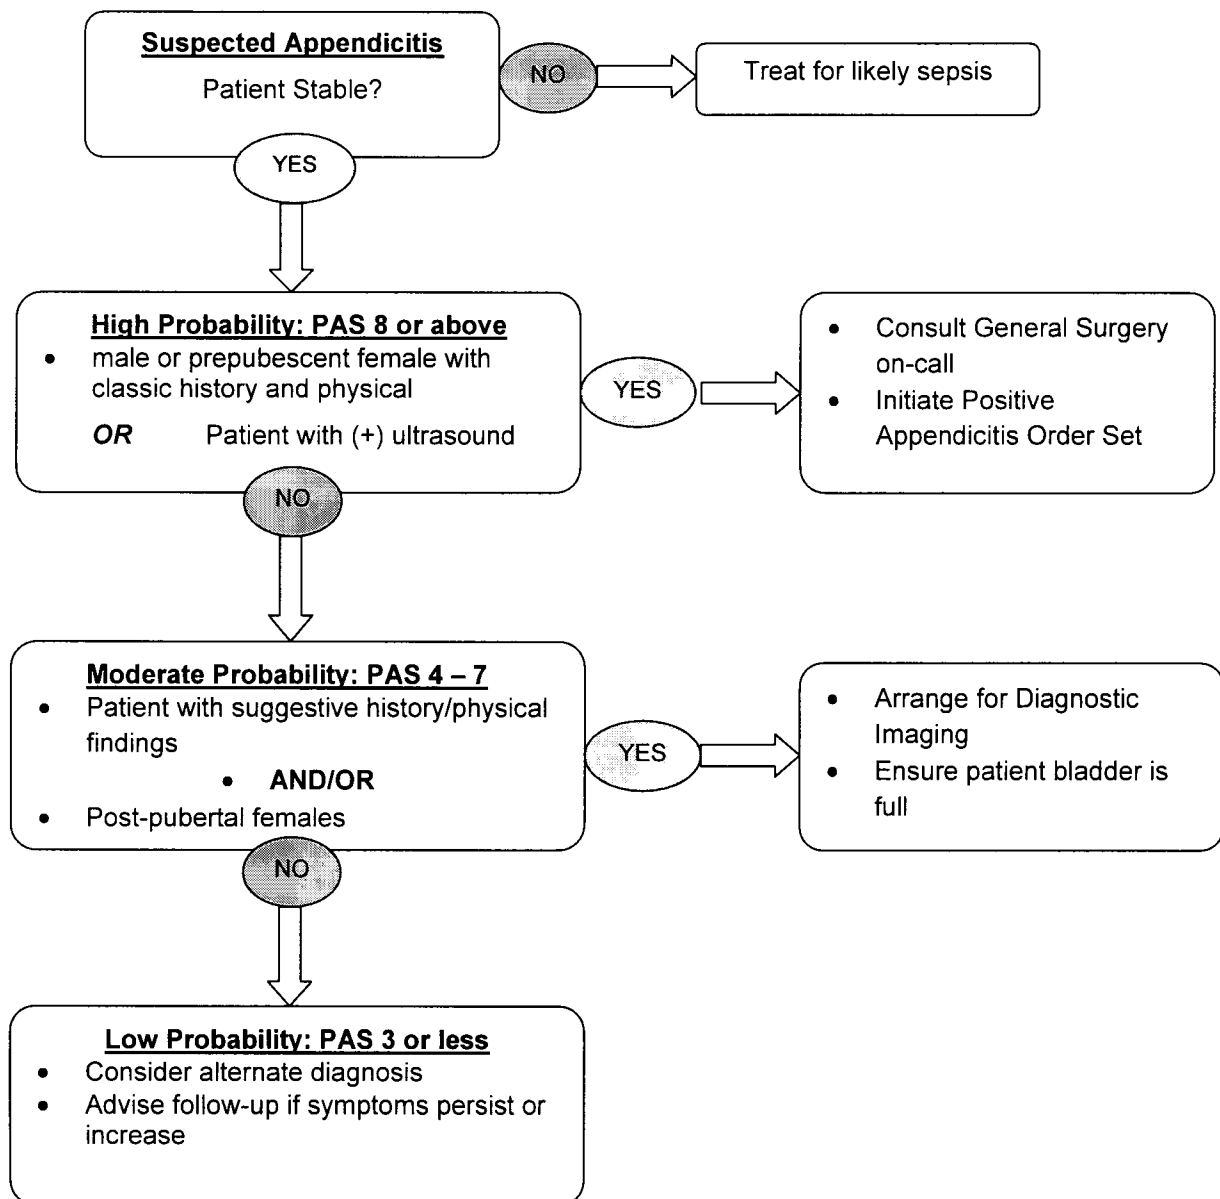 Suspected Appendicitis
Patient Stable?
NO
Treat for likely sepsis
YES
High Probability: PAS 8 or above
• male or prepubescent female with
classic history and physical
OR Patient with (+) ultrasound
YES
• Consult General Surgery
on-call
• Initiate Positive
Appendicitis Order Set
NO
Moderate Probability: PAS 4 – 7
• Patient with suggestive history/physical
findings
• AND/OR
• Post-pubertal females
YES
• Arrange for Diagnostic
Imaging
• Ensure patient bladder is
full
NO
Low Probability: PAS 3 or less
• Consider alternate diagnosis
• Advise follow-up if symptoms persist or
increase